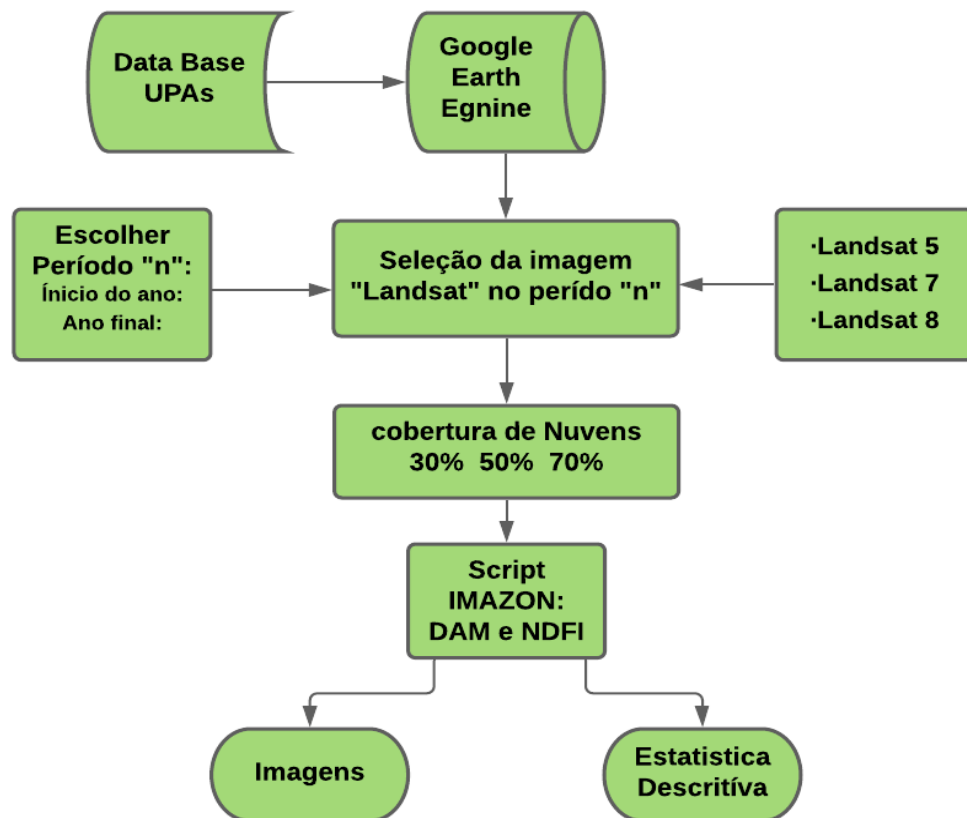 Data Base
UPAs
Google
Earth
Egnine
Escolher
Período "n":
Ínicio do ano:
Ano final:
Seleção da imagem
"Landsat" no perído "n"
·Landsat 5
·Landsat 7
·Landsat 8
cobertura de Nuvens
30% 50% 70%
Script
IMAZON:
DAM e NDFI
Imagens
Estatistica
Descritíva